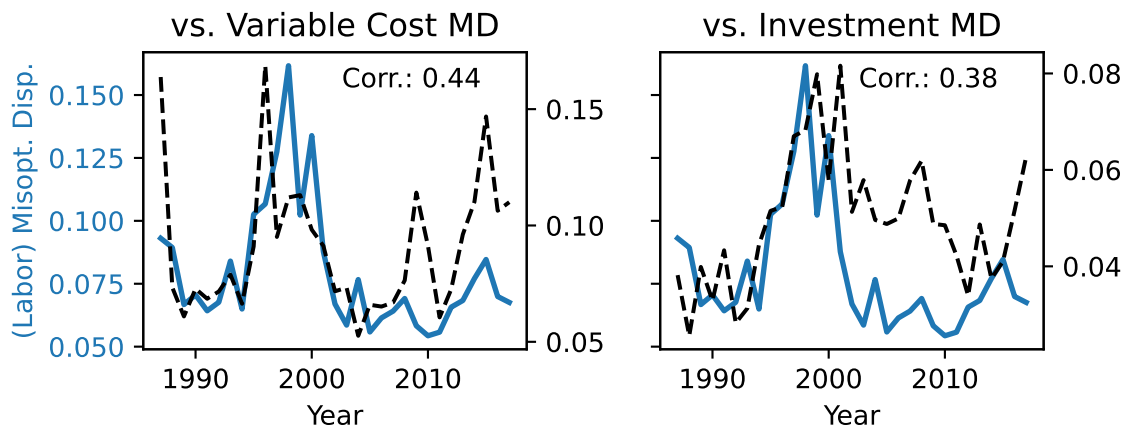 vs. Variable Cost MD
(Labor) Misopt. Disp.
0.150
0.125
0.100
0.075
0.050
Corr.: 0.44
0.15
0.10
0.05
1990
2000
2010
Year
vs. Investment MD
Corr.: 0.38
0.08
0.06
0.04
1990
2000
2010
Year